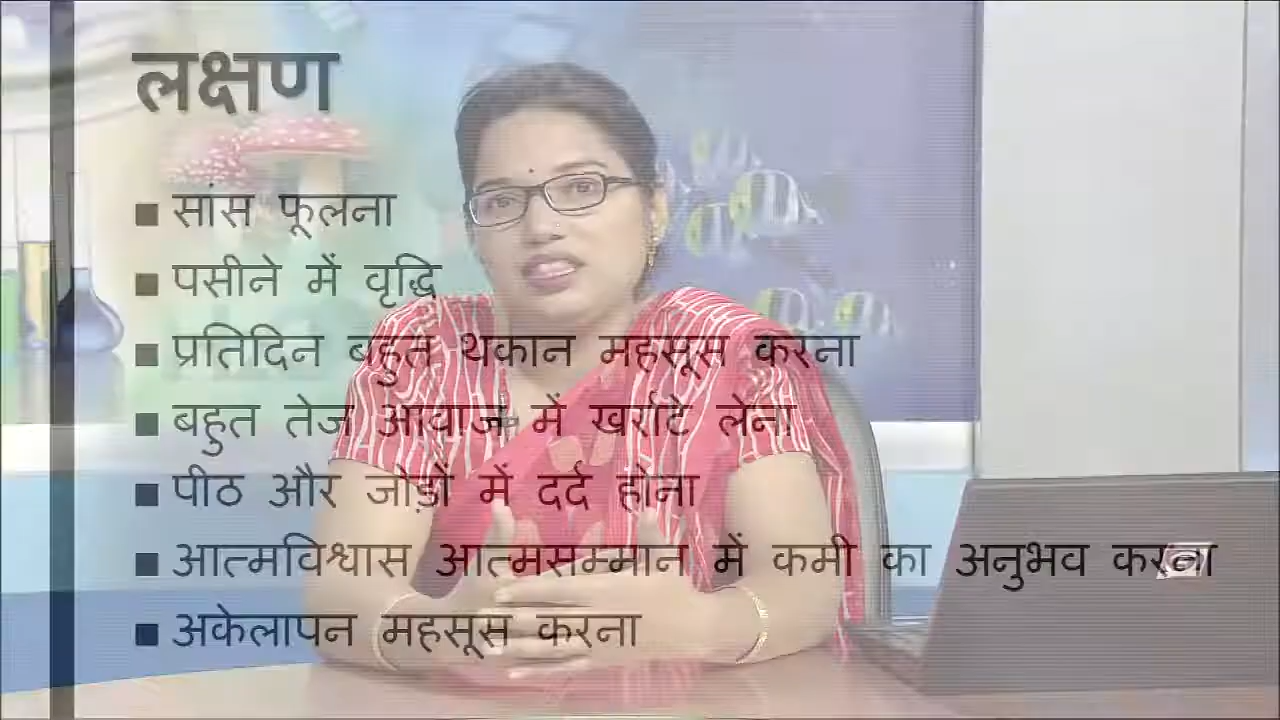 लक्षण
सांस फूलना
पसीने में वृद्धि
प्रतिदिन बहुत थकान महसूस करना
बहुत तेज आवाज में खर्राटे लेना
पीठ और जोड़ों में दर्द होना
आत्मविश्वास आत्मसम्मान में कमी का अनुभव करना
अकेलापन महसूस करना